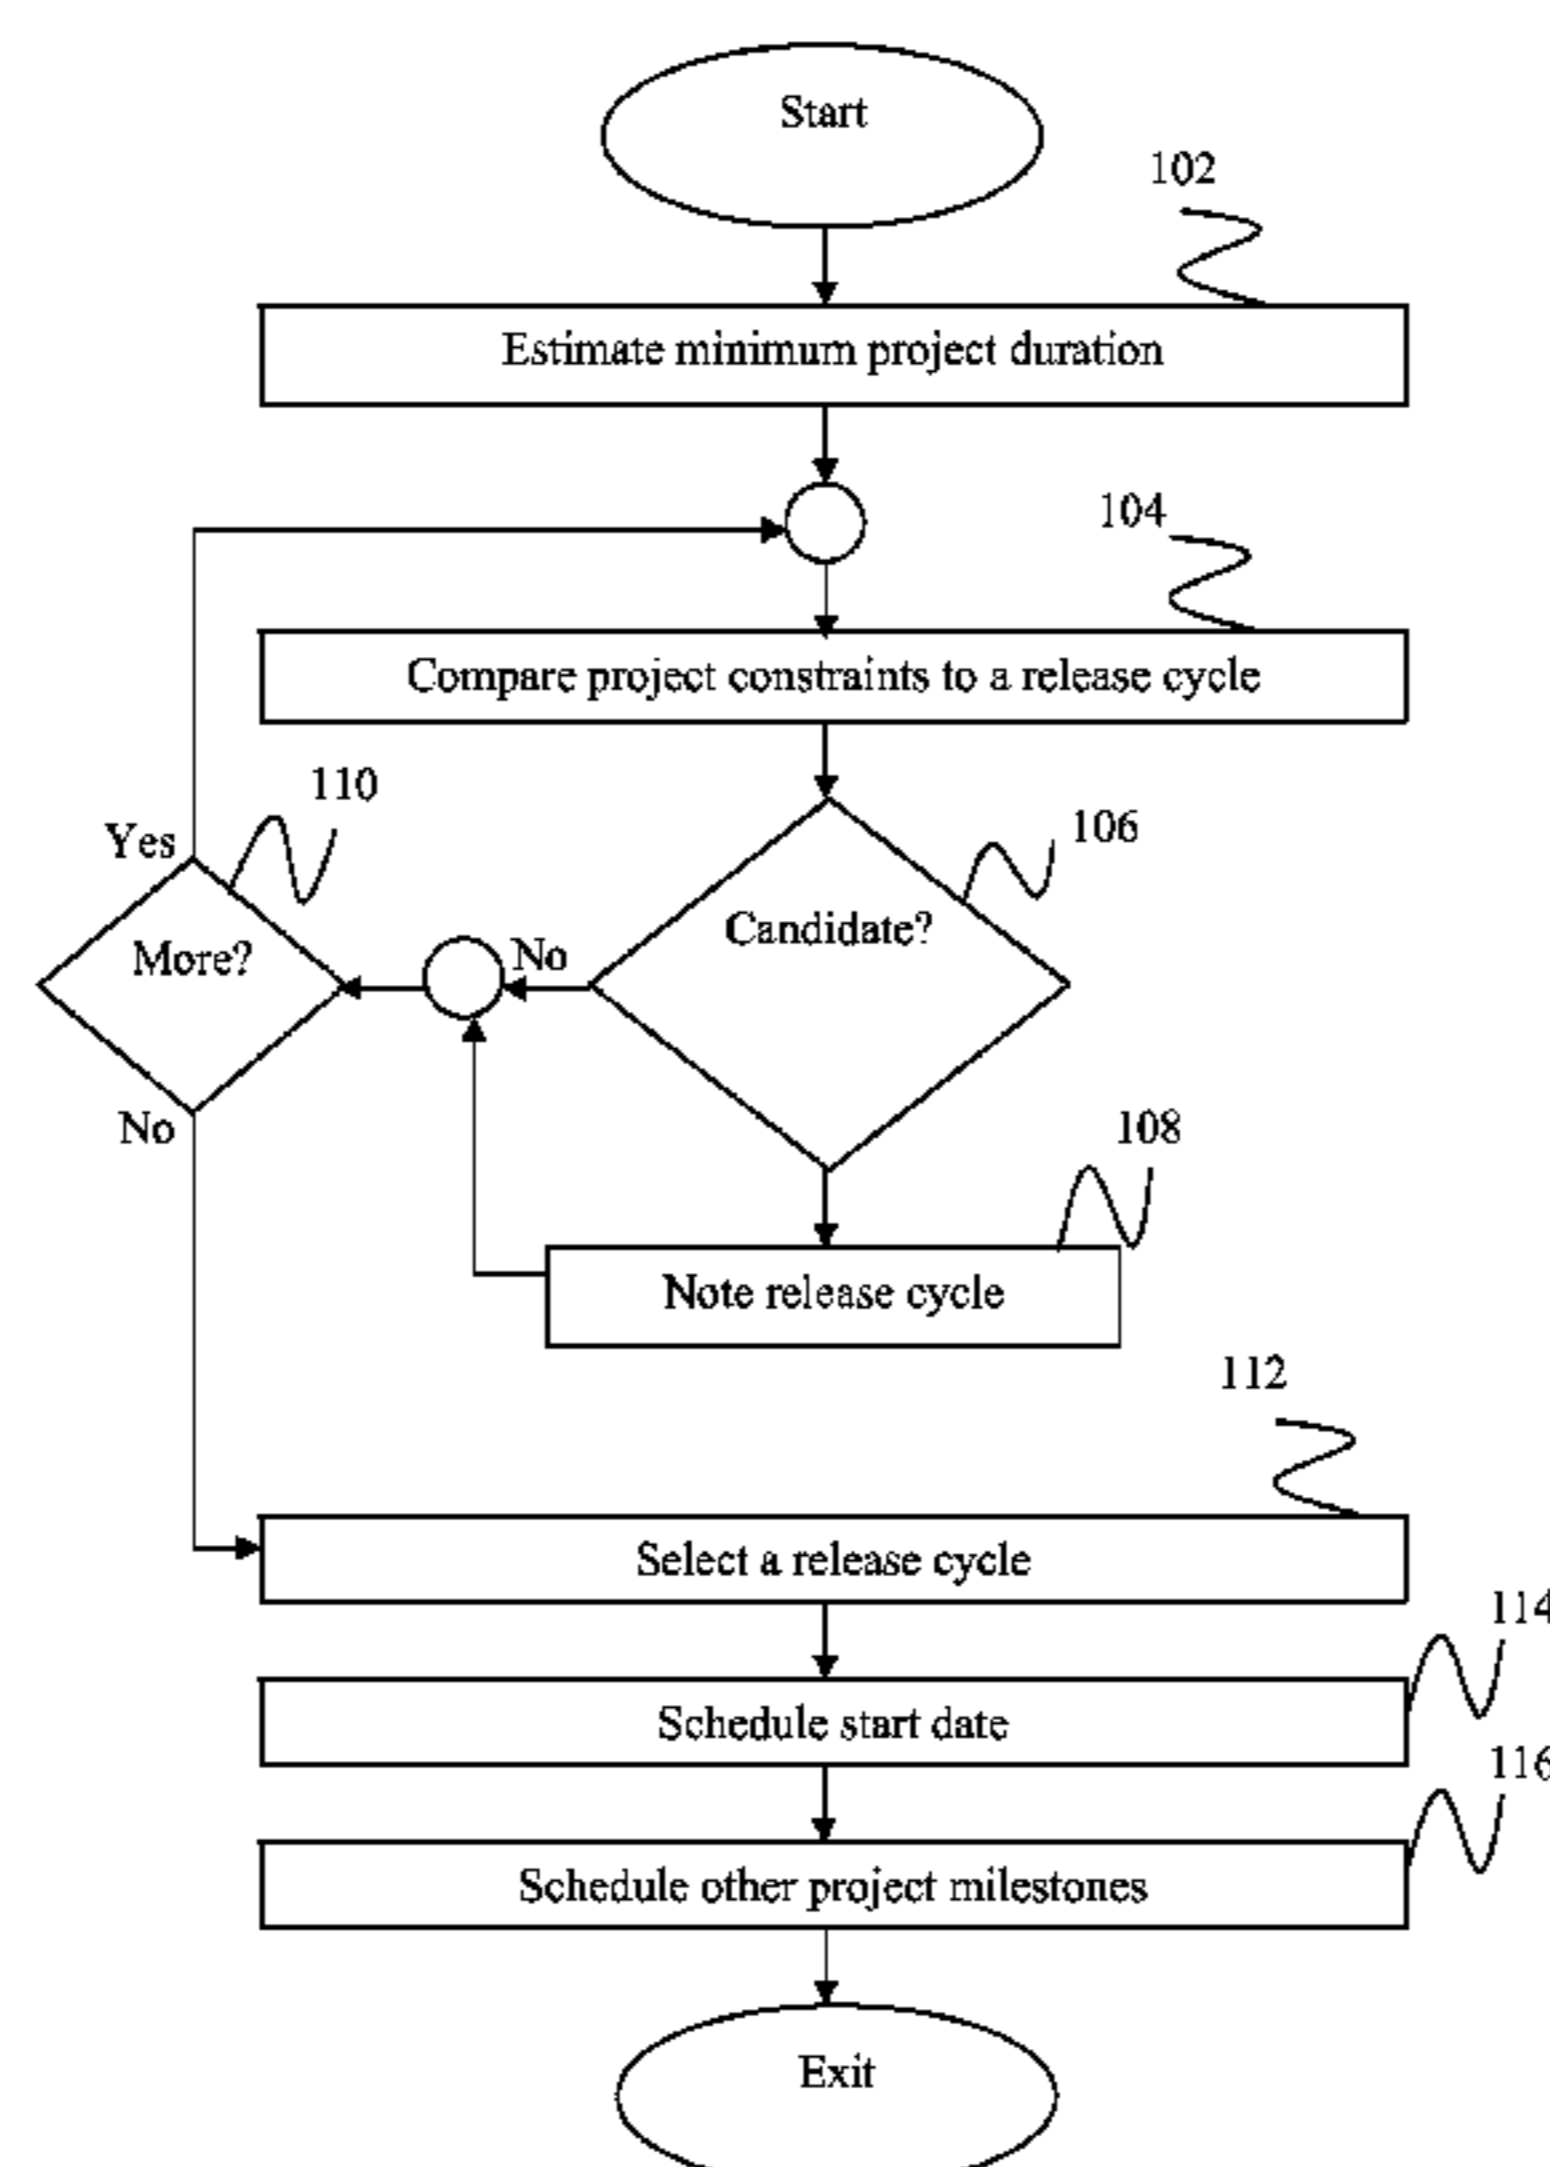 Start
102
Estimate minimum project duration
104
Compare project constraints to a release cycle
110
Yes
106
Candidate?
More?
No
No
108
Note release cycle
112
Select a release cycle
114
Schedule start date
116
Schedule other project milestones
Exit